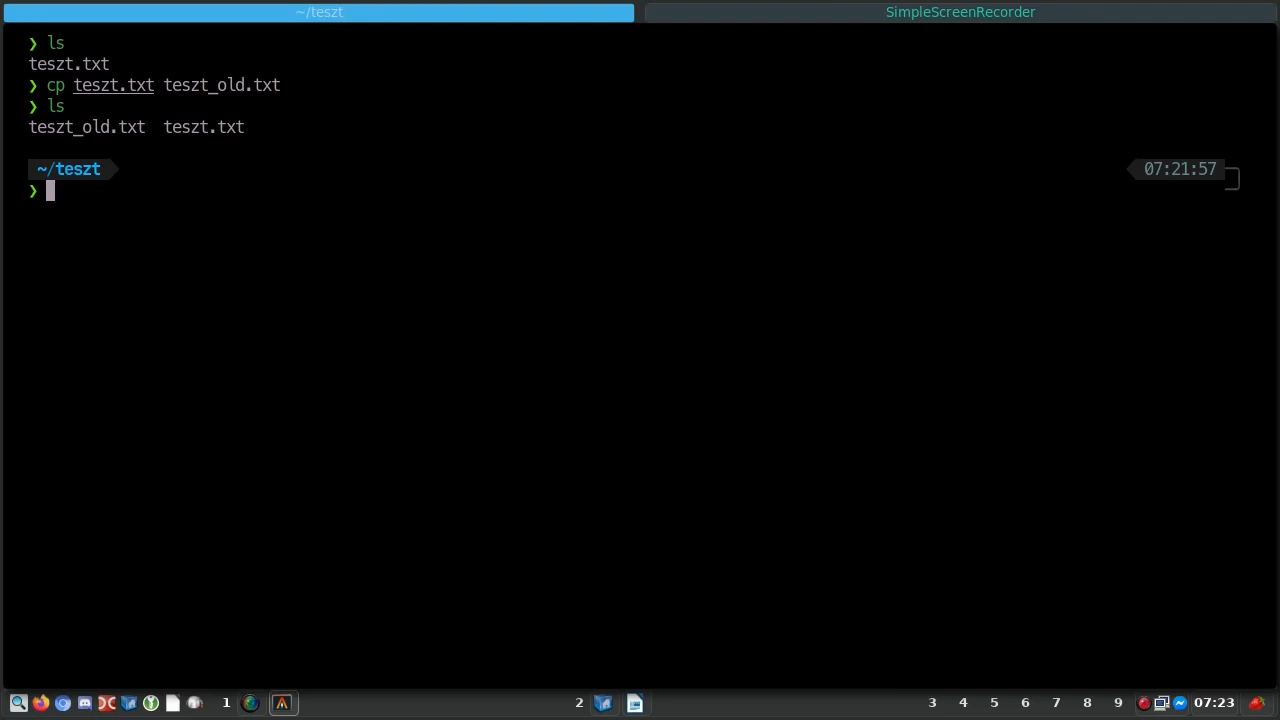 ~/teszt SimpleScreenRecorder
❯ ls
teszt.txt
❯ cp teszt.txt teszt_old.txt
❯ ls
teszt_old.txt  teszt.txt
~/teszt 07:21:57
❯
1 2 3 4 5 6 7 8 9 07:23